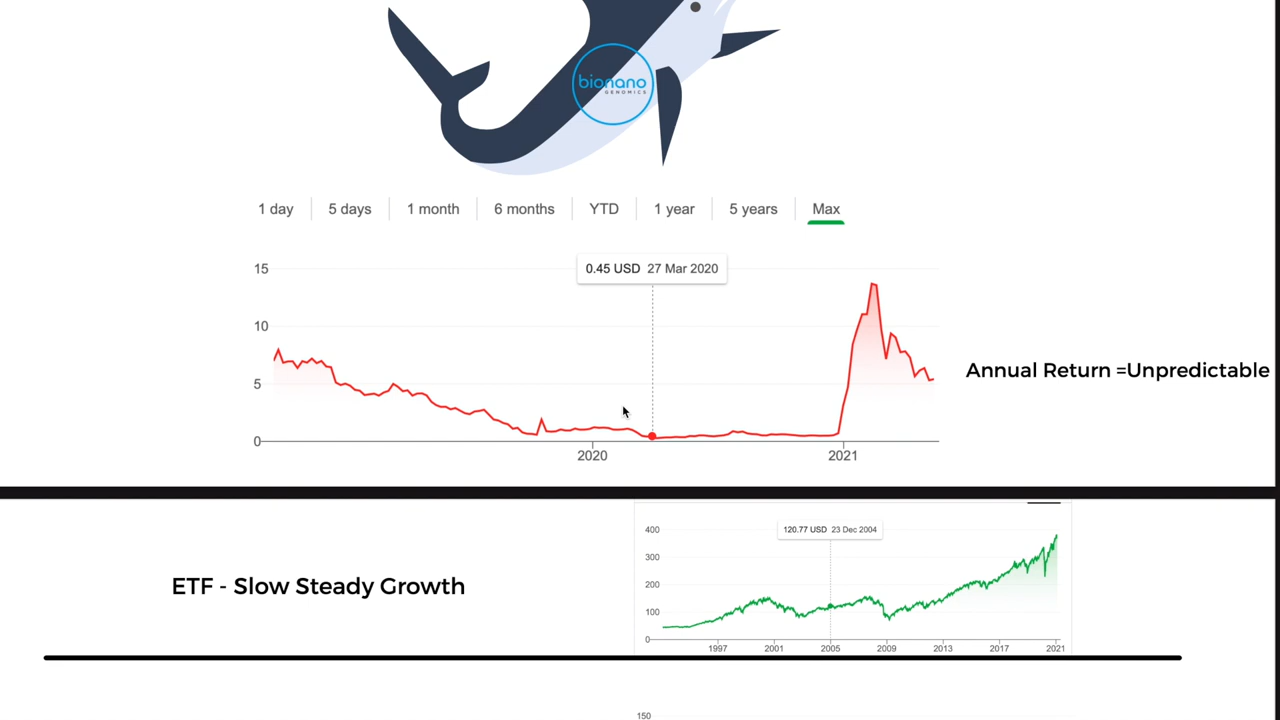 bionano
GENOMICS
1 day 5 days 1 month 6 months YTD 1 year 5 years Max
0.45 USD 27 Mar 2020
15
10
5
0
2020 2021
Annual Return =Unpredictable
ETF - Slow Steady Growth
120.77 USD 23 Dec 2004
400
300
200
100
0
1997 2001 2005 2009 2013 2017 2021
150